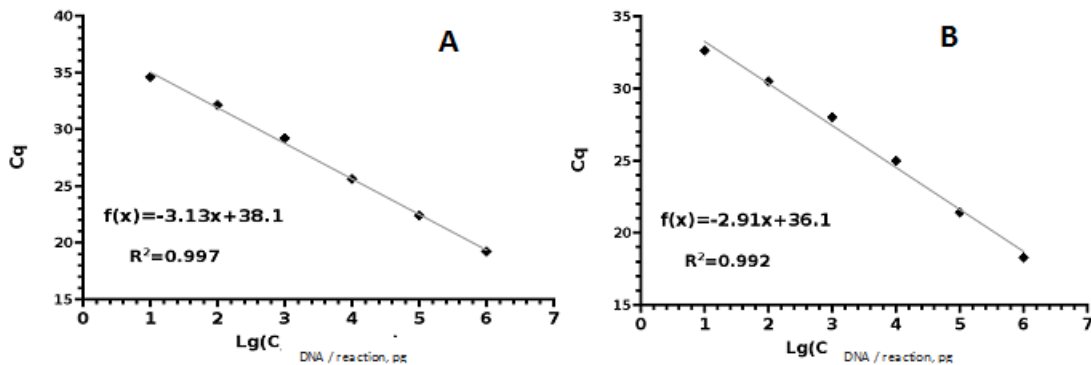 A
40
35
30
25
20
15
Cq
f(x)=-3.13x+38.1
R²=0.997
0 1 2 3 4 5 6 7
Lg(C DNA / reaction, pg
B
35
30
25
20
15
Cq
f(x)=-2.91x+36.1
R²=0.992
0 1 2 3 4 5 6 7
Lg(C DNA / reaction, pg